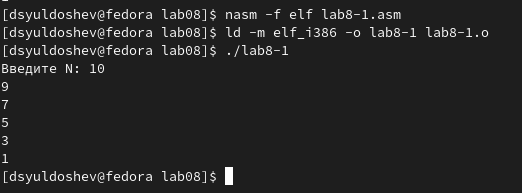 [dsyuldoshev@fedora lab08]$ nasm -f elf lab8-1.asm
[dsyuldoshev@fedora lab08]$ ld -m elf_i386 -o lab8-1 lab8-1.o
[dsyuldoshev@fedora lab08]$ ./lab8-1
Введите N: 10
9
7
5
3
1
[dsyuldoshev@fedora lab08]$